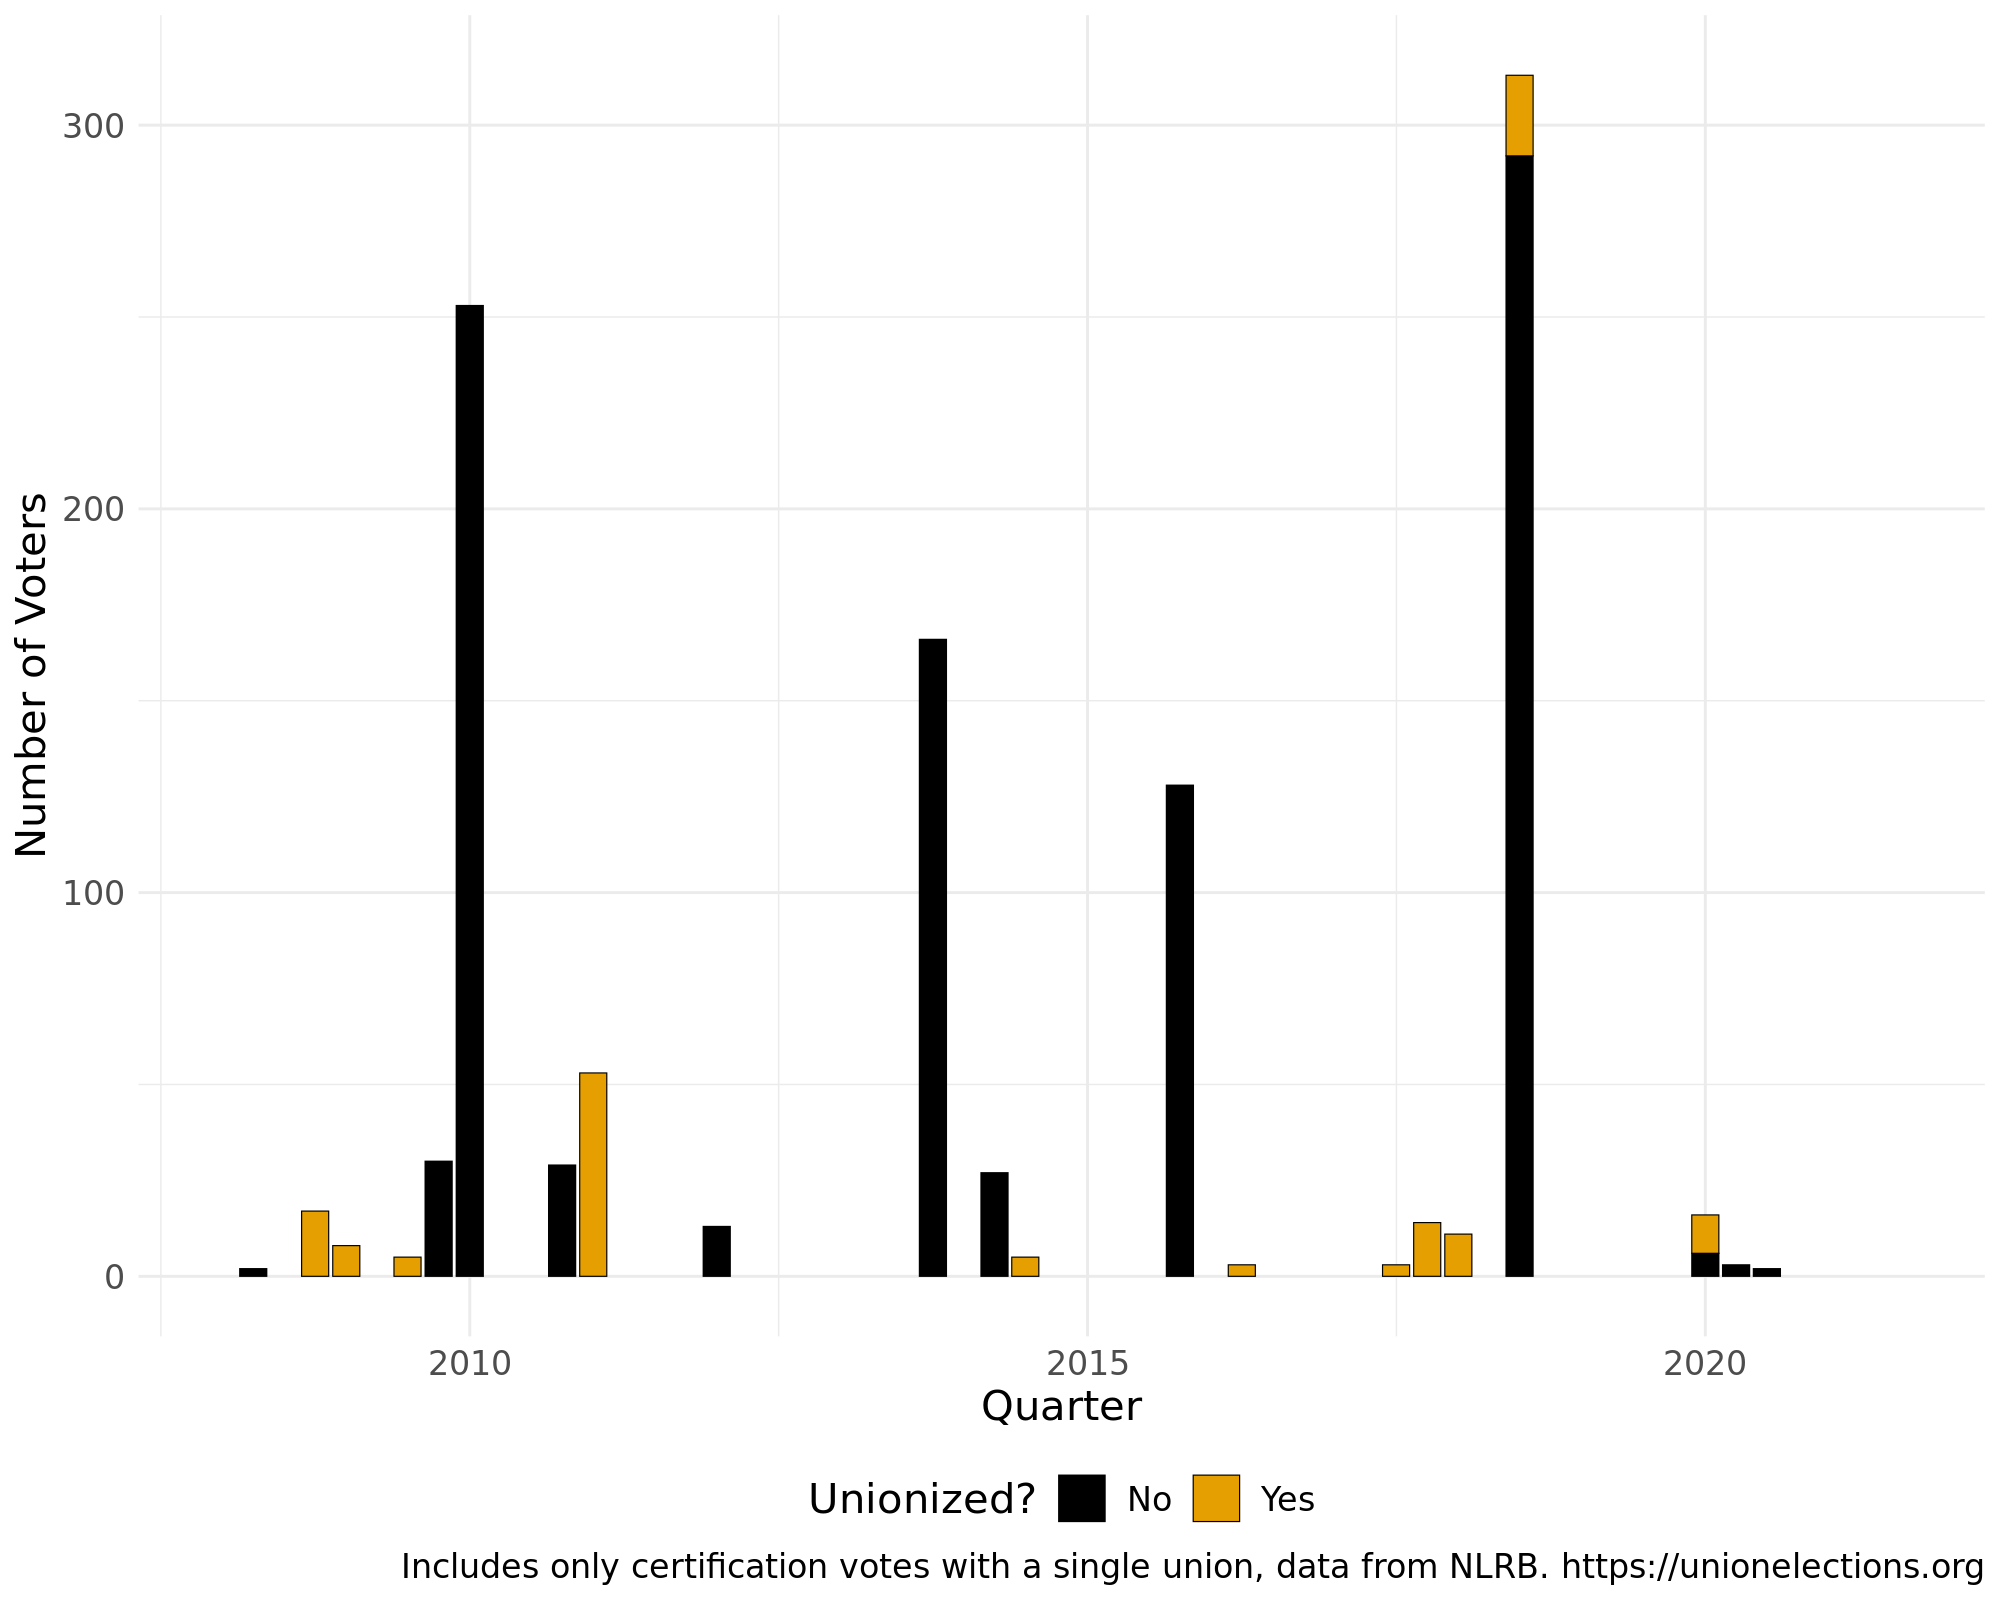 300
200
100
0
Number of Voters
2010 2015 2020
Quarter
Unionized? No Yes
Includes only certification votes with a single union, data from NLRB. https://unionelections.org